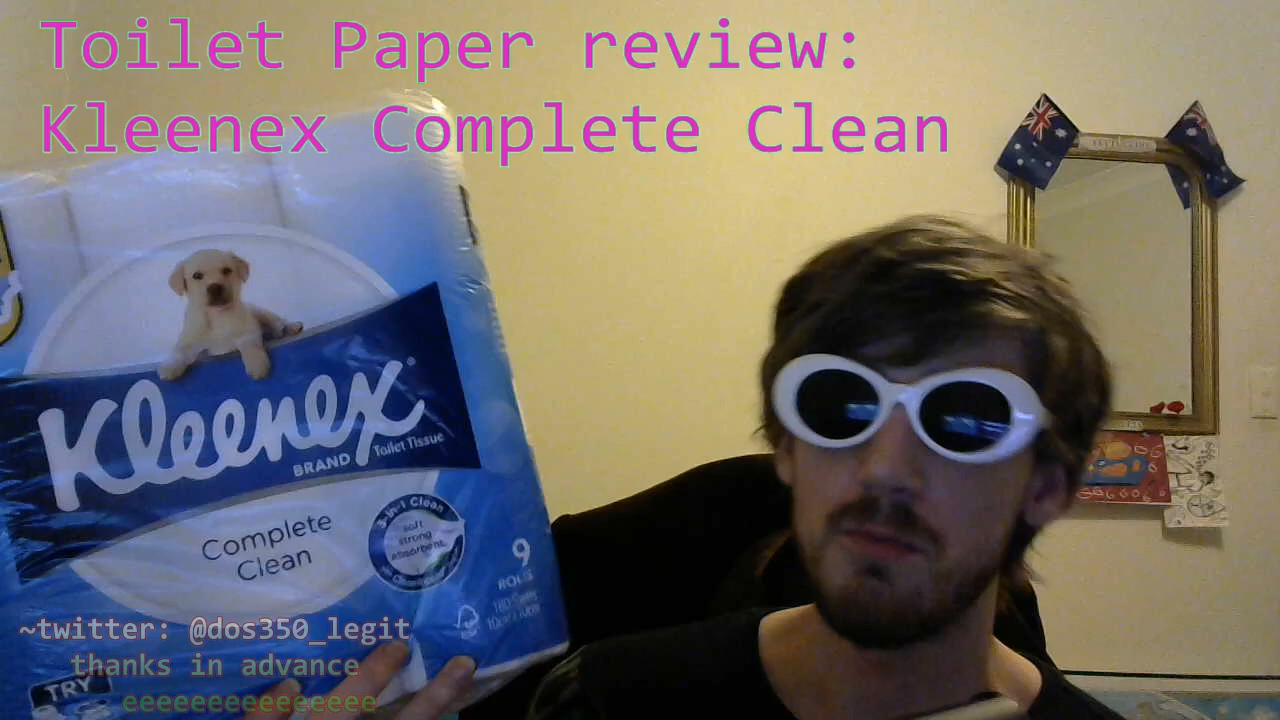 Toilet Paper review:
Kleenex Complete Clean
Kleenex®
BRAND Toilet Tissue
Complete
Clean
3-in-1 Clean
soft
strong
absorbent
9
ROLLS
~twitter: @dos350_legit
thanks in advance
TRY
eeeeeeeeeeeeeee